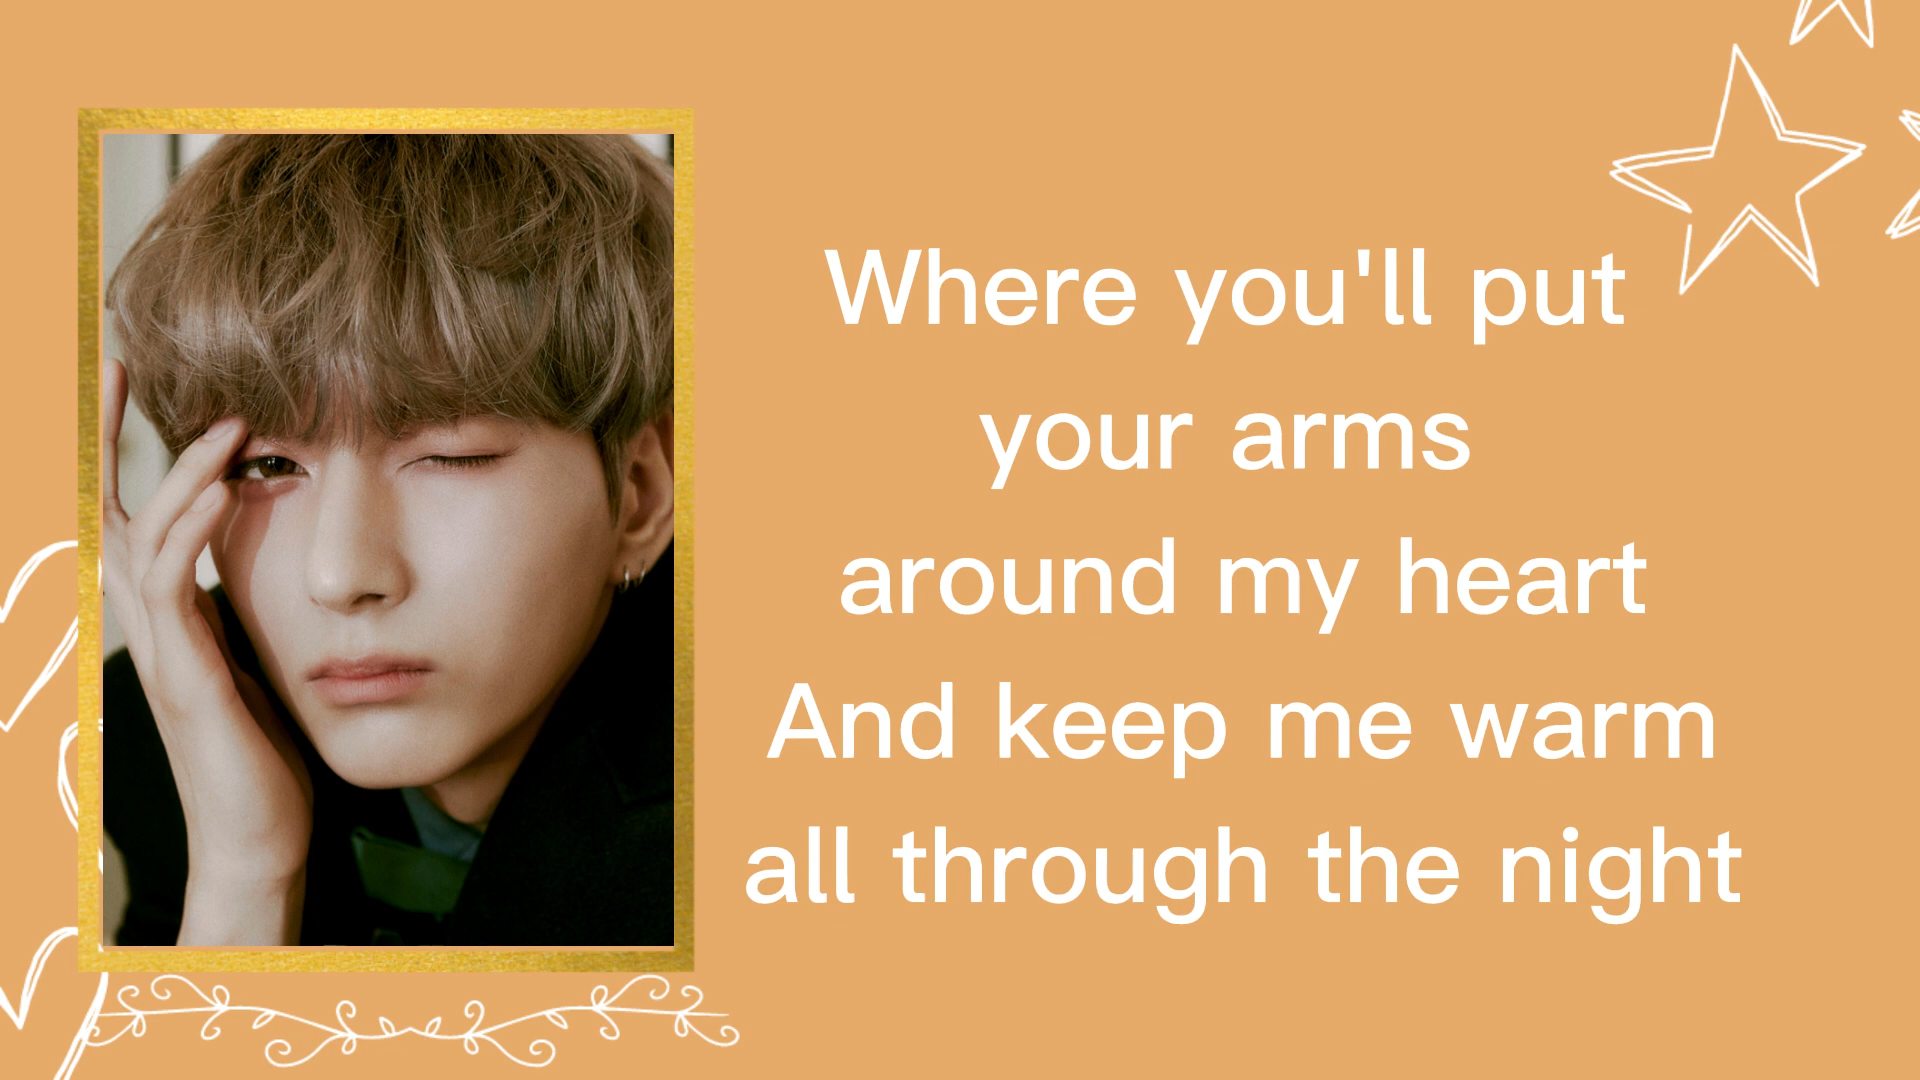 Where you'll put
your arms
around my heart
And keep me warm
all through the night